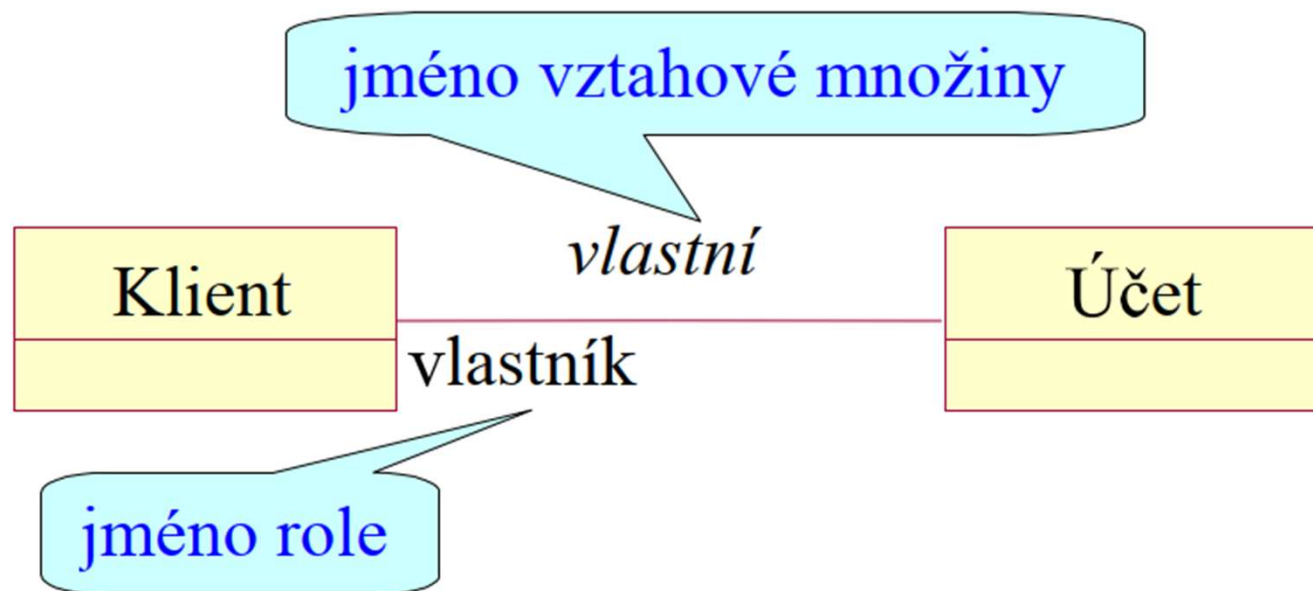 jméno vztahové množiny
vlastní
Klient
Účet
vlastník
jméno role